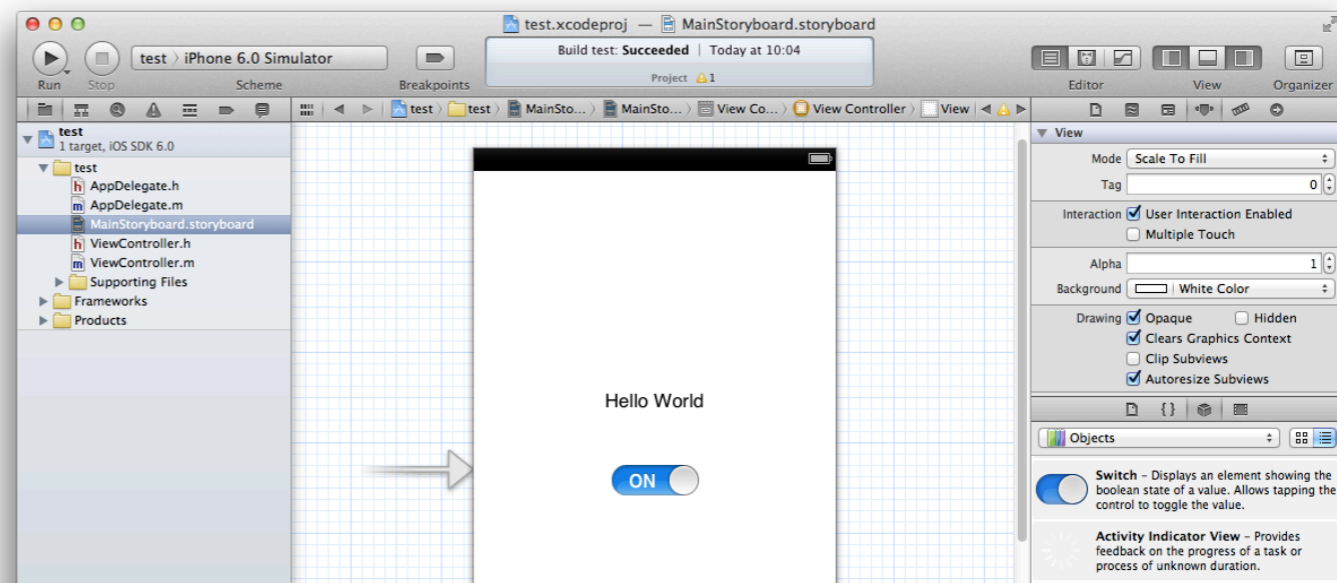 test.xcodeproj — MainStoryboard.storyboard
test 〉 iPhone 6.0 Simulator
Build test: Succeeded | Today at 10:04
Project 1
Run Stop Scheme Breakpoints Editor View Organizer
test 〉 test 〉 MainSto... 〉 MainSto... 〉 View Co... 〉 View Controller 〉 View
test
1 target, iOS SDK 6.0
test
h AppDelegate.h
m AppDelegate.m
MainStoryboard.storyboard
h ViewController.h
m ViewController.m
Supporting Files
Frameworks
Products
Hello World
ON
View
Mode Scale To Fill
Tag 0
Interaction User Interaction Enabled
Multiple Touch
Alpha 1
Background White Color
Drawing Opaque Hidden
Clears Graphics Context
Clip Subviews
Autoresize Subviews
{}
Objects
Switch – Displays an element showing the
boolean state of a value. Allows tapping the
control to toggle the value.
Activity Indicator View – Provides
feedback on the progress of a task or
process of unknown duration.